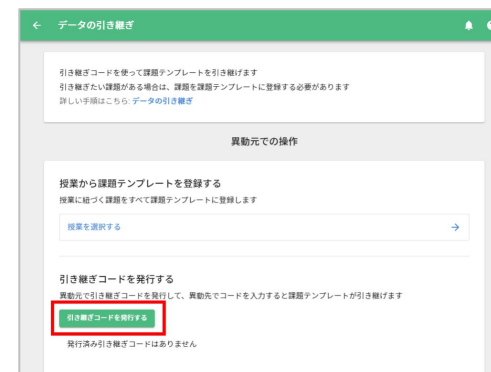 データの引き継ぎ
引き継ぎコードを使って課題テンプレートを引き継げます
引き継ぎたい課題がある場合は、課題を課題テンプレートに登録する必要があります
詳しい手順はこちら: データの引き継ぎ
異動元での操作
授業から課題テンプレートを登録する
授業に紐づく課題をすべて課題テンプレートに登録します
授業を選択する
引き継ぎコードを発行する
異動元で引き継ぎコードを発行して、異動先でコードを入力すると課題テンプレートが引き継げます
引き継ぎコードを発行する
発行済み引き継ぎコードはありません